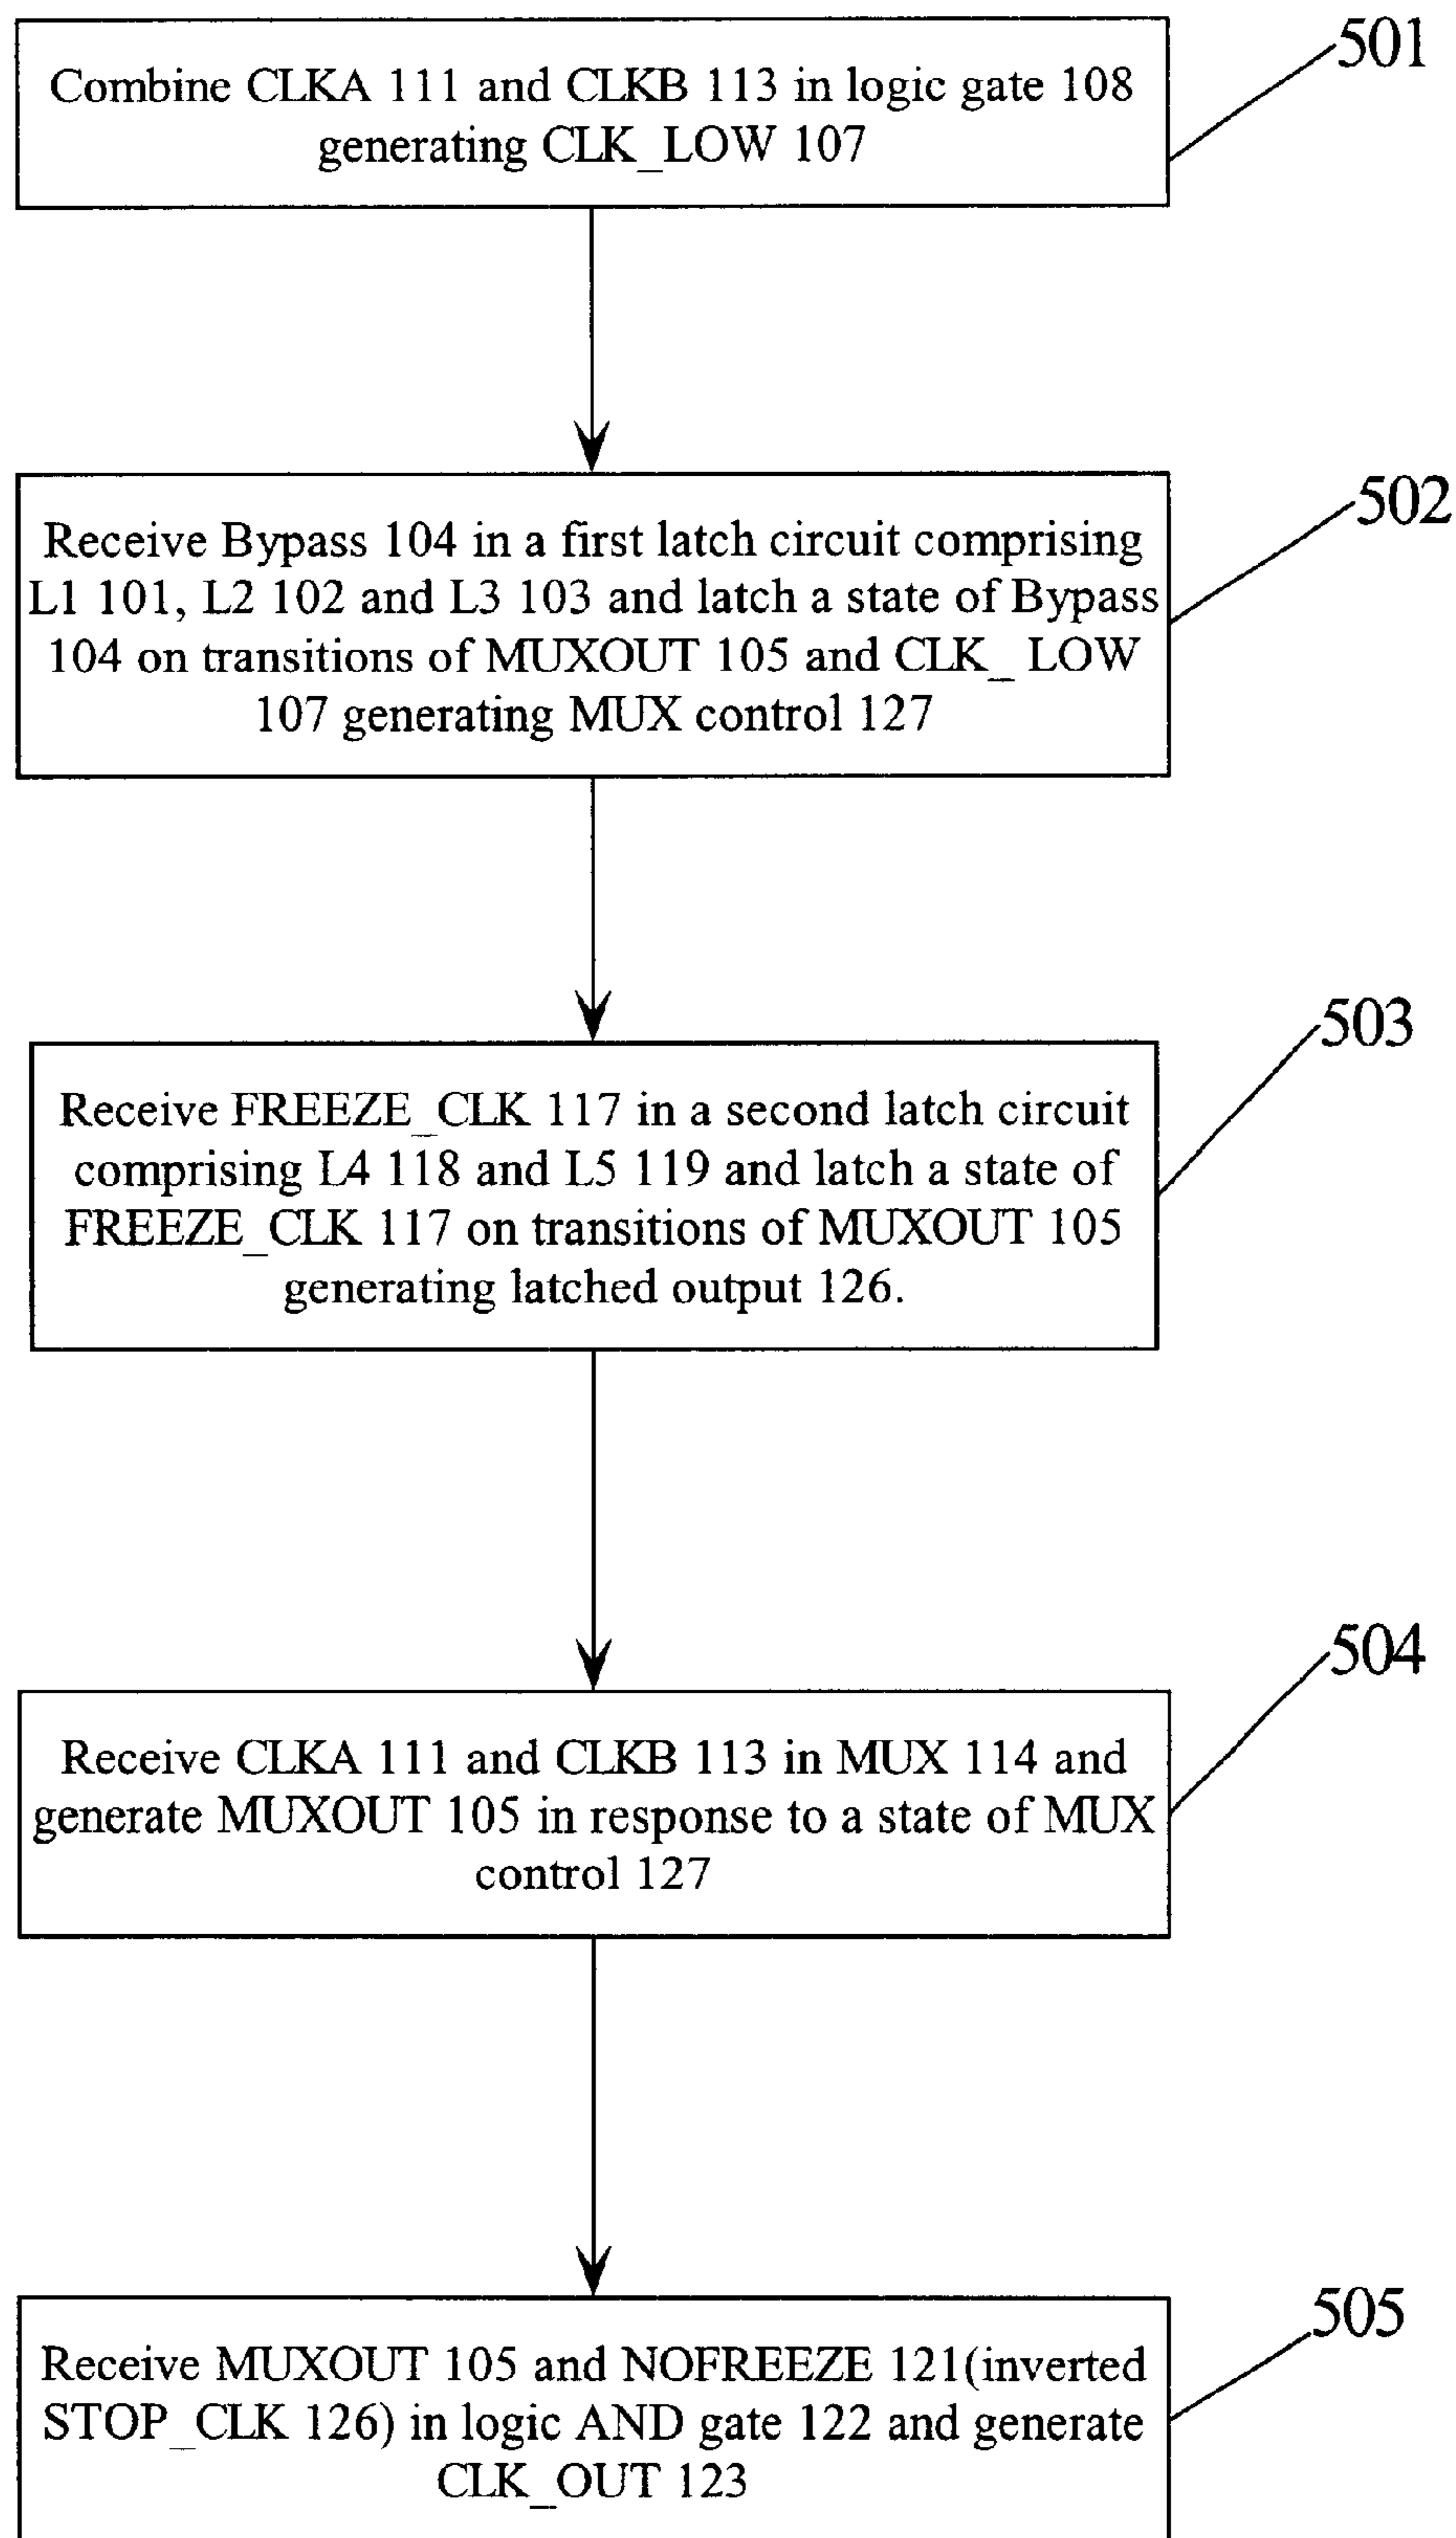 501
Combine CLKA 111 and CLKB 113 in logic gate 108
generating CLK_LOW 107
502
Receive Bypass 104 in a first latch circuit comprising
L1 101, L2 102 and L3 103 and latch a state of Bypass
104 on transitions of MUXOUT 105 and CLK_ LOW
107 generating MUX control 127
503
Receive FREEZE_CLK 117 in a second latch circuit
comprising L4 118 and L5 119 and latch a state of
FREEZE_CLK 117 on transitions of MUXOUT 105
generating latched output 126.
504
Receive CLKA 111 and CLKB 113 in MUX 114 and
generate MUXOUT 105 in response to a state of MUX
control 127
505
Receive MUXOUT 105 and NOFREEZE 121(inverted
STOP_CLK 126) in logic AND gate 122 and generate
CLK_OUT 123